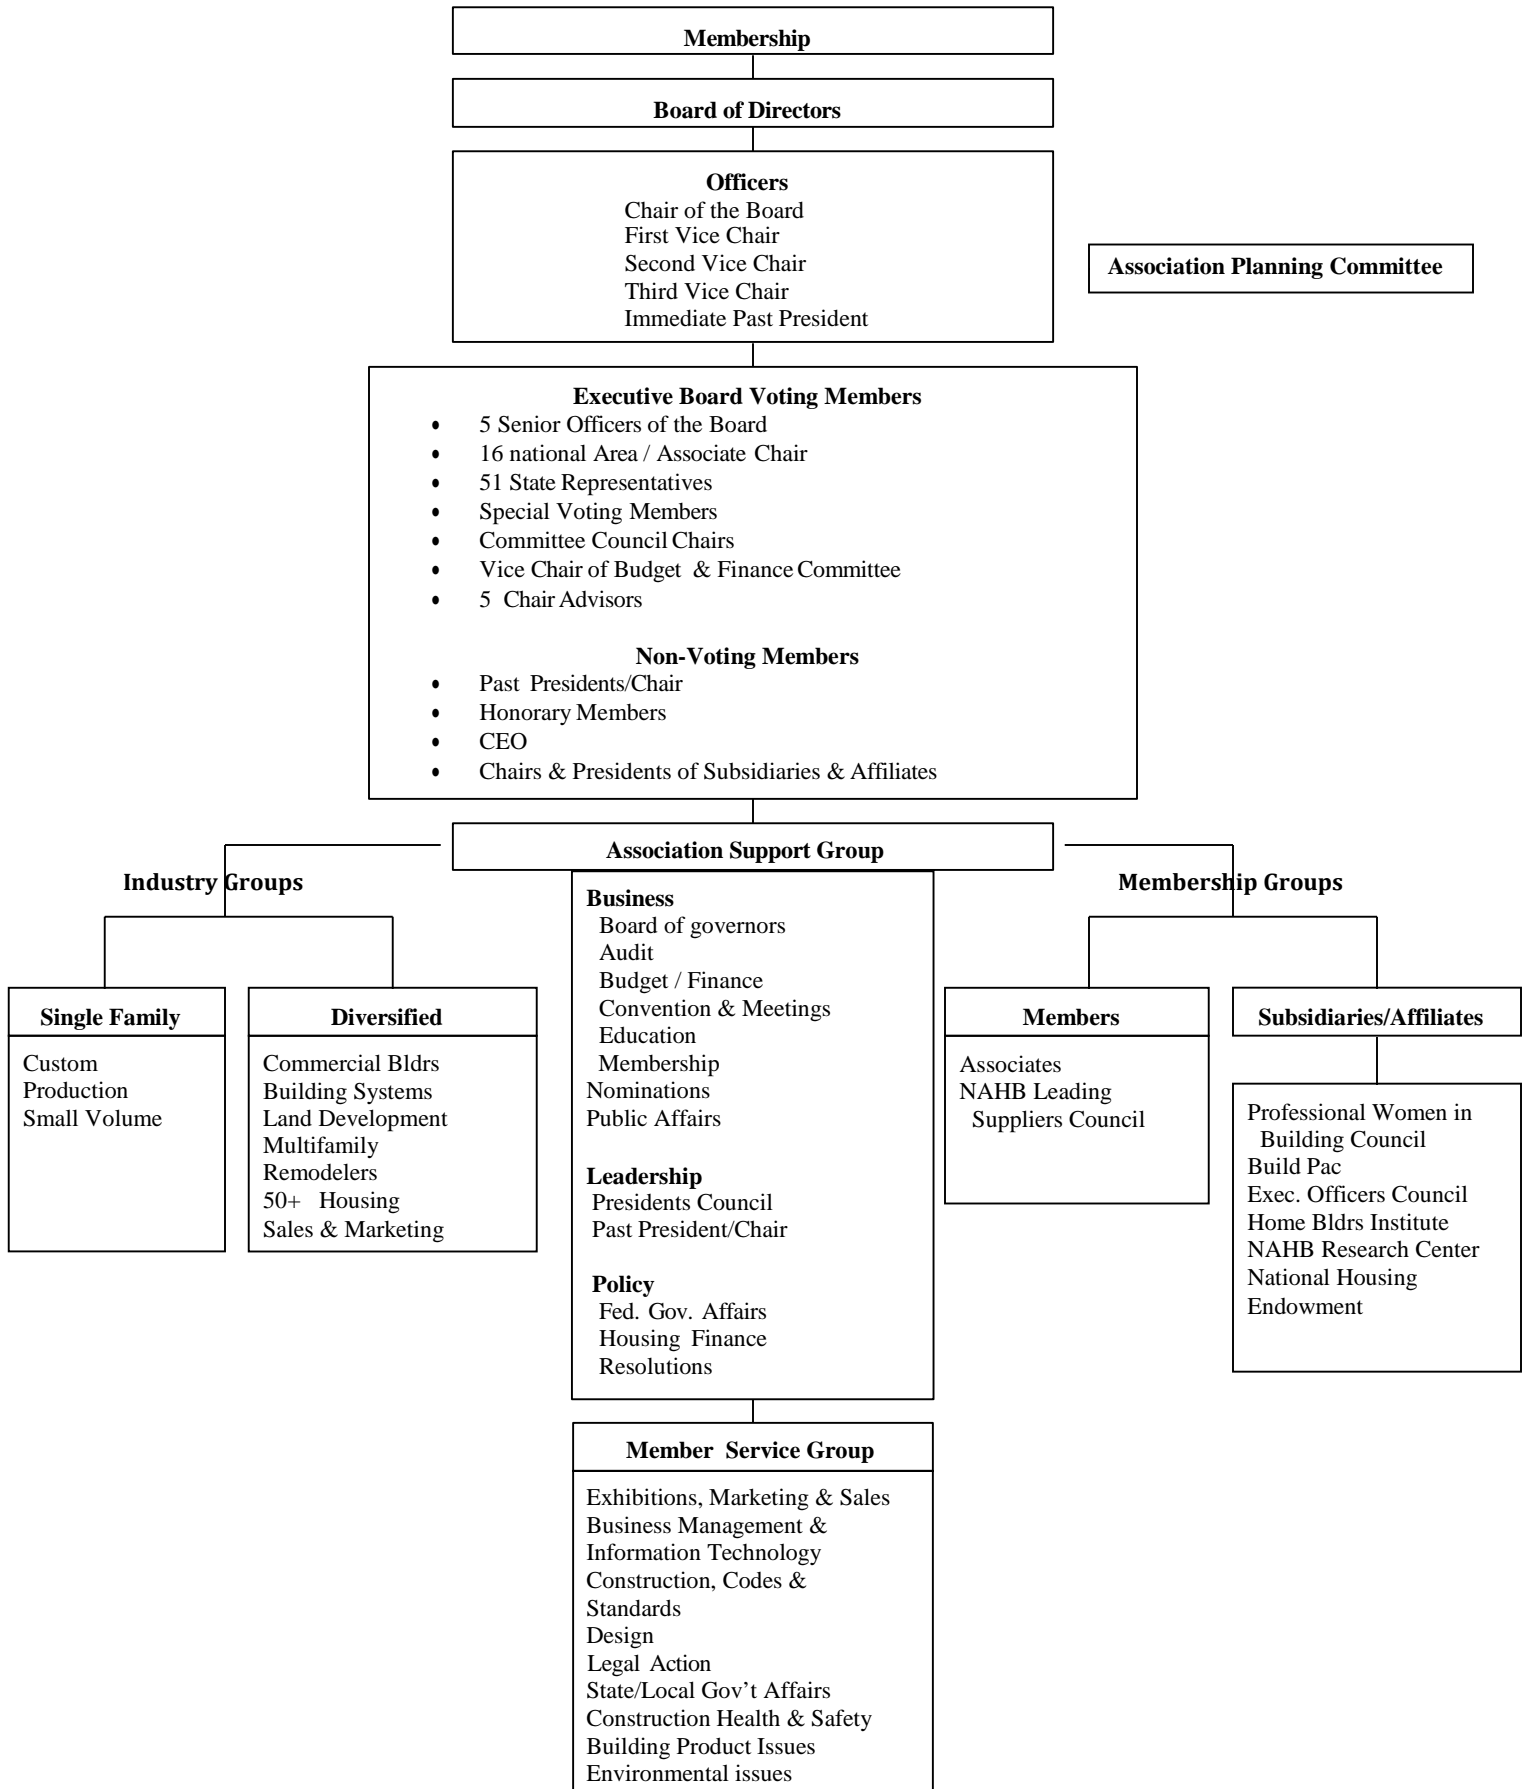 Membership
Board of Directors
Officers
Chair of the Board
First Vice Chair
Second Vice Chair
Third Vice Chair
Immediate Past President
Association Planning Committee
Executive Board Voting Members
• 5 Senior Officers of the Board
• 16 national Area / Associate Chair
• 51 State Representatives
• Special Voting Members
• Committee Council Chairs
• Vice Chair of Budget & Finance Committee
• 5 Chair Advisors
Non-Voting Members
• Past Presidents/Chair
• Honorary Members
• CEO
• Chairs & Presidents of Subsidiaries & Affiliates
Association Support Group
Industry Groups
Single Family
Custom
Production
Small Volume
Diversified
Commercial Bldrs
Building Systems
Land Development
Multifamily
Remodelers
50+ Housing
Sales & Marketing
Business
Board of governors
Audit
Budget / Finance
Convention & Meetings
Education
Membership
Nominations
Public Affairs
Leadership
Presidents Council
Past President/Chair
Policy
Fed. Gov. Affairs
Housing Finance
Resolutions
Membership Groups
Members
Associates
NAHB Leading
Suppliers Council
Subsidiaries/Affiliates
Professional Women in
Building Council
Build Pac
Exec. Officers Council
Home Bldrs Institute
NAHB Research Center
National Housing
Endowment
Member Service Group
Exhibitions, Marketing & Sales
Business Management &
Information Technology
Construction, Codes &
Standards
Design
Legal Action
State/Local Gov’t Affairs
Construction Health & Safety
Building Product Issues
Environmental issues